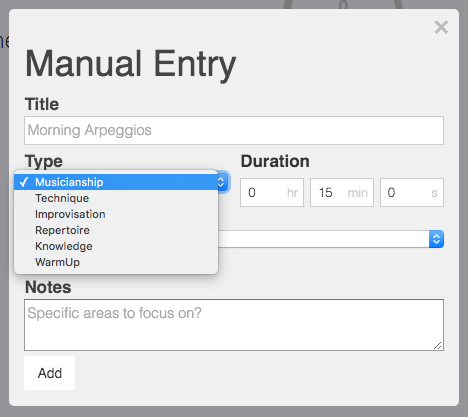 ×
Manual Entry
Title
Morning Arpeggios
Type
Duration
✓ Musicianship
Technique
Improvisation
Repertoire
Knowledge
WarmUp
0 hr
15 min
0 s
Notes
Specific areas to focus on?
Add